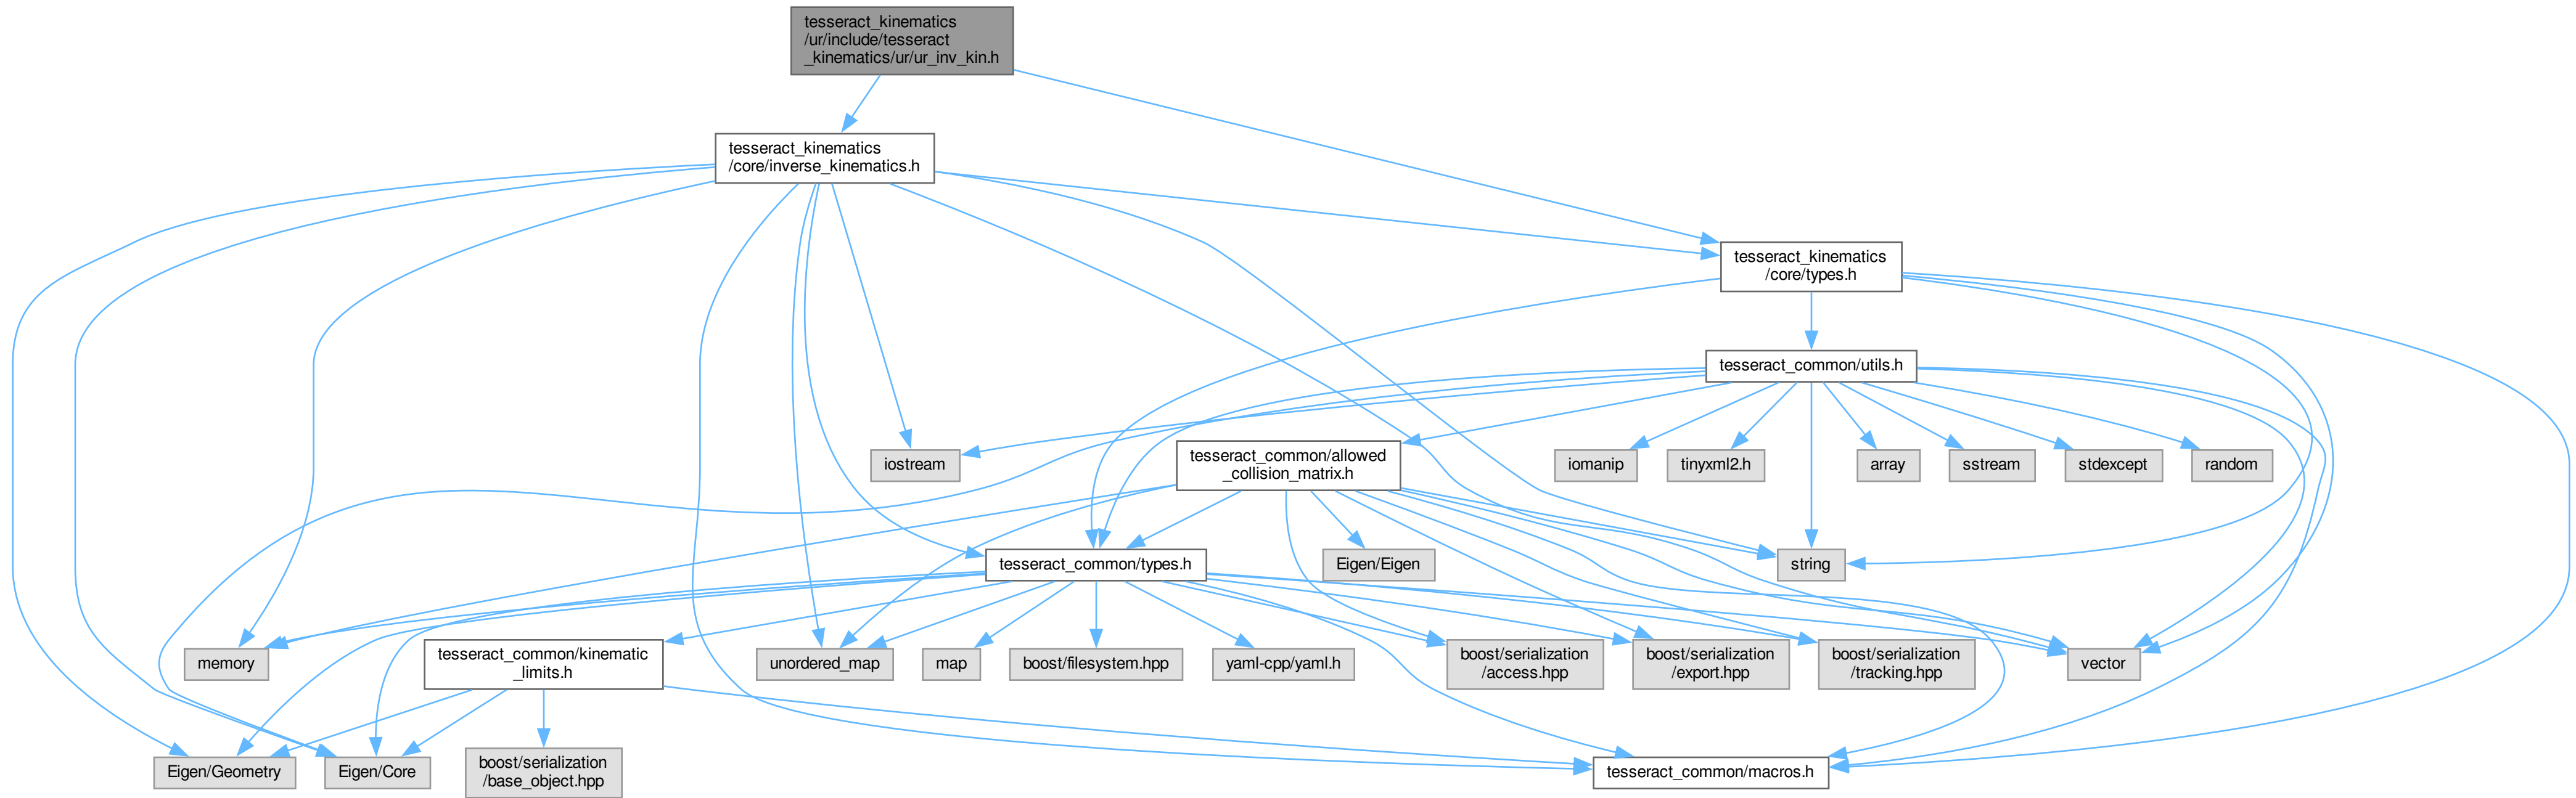 tesseract_kinematics
/ur/include/tesseract
_kinematics/ur/ur_inv_kin.h
tesseract_kinematics
/core/inverse_kinematics.h
tesseract_kinematics
/core/types.h
tesseract_common/utils.h
iostream
tesseract_common/allowed
_collision_matrix.h
iomanip
tinyxml2.h
array
sstream
stdexcept
random
tesseract_common/types.h
Eigen/Eigen
string
memory
tesseract_common/kinematic
_limits.h
unordered_map
map
boost/filesystem.hpp
yaml-cpp/yaml.h
boost/serialization
/access.hpp
boost/serialization
/export.hpp
boost/serialization
/tracking.hpp
vector
Eigen/Geometry
Eigen/Core
boost/serialization
/base_object.hpp
tesseract_common/macros.h